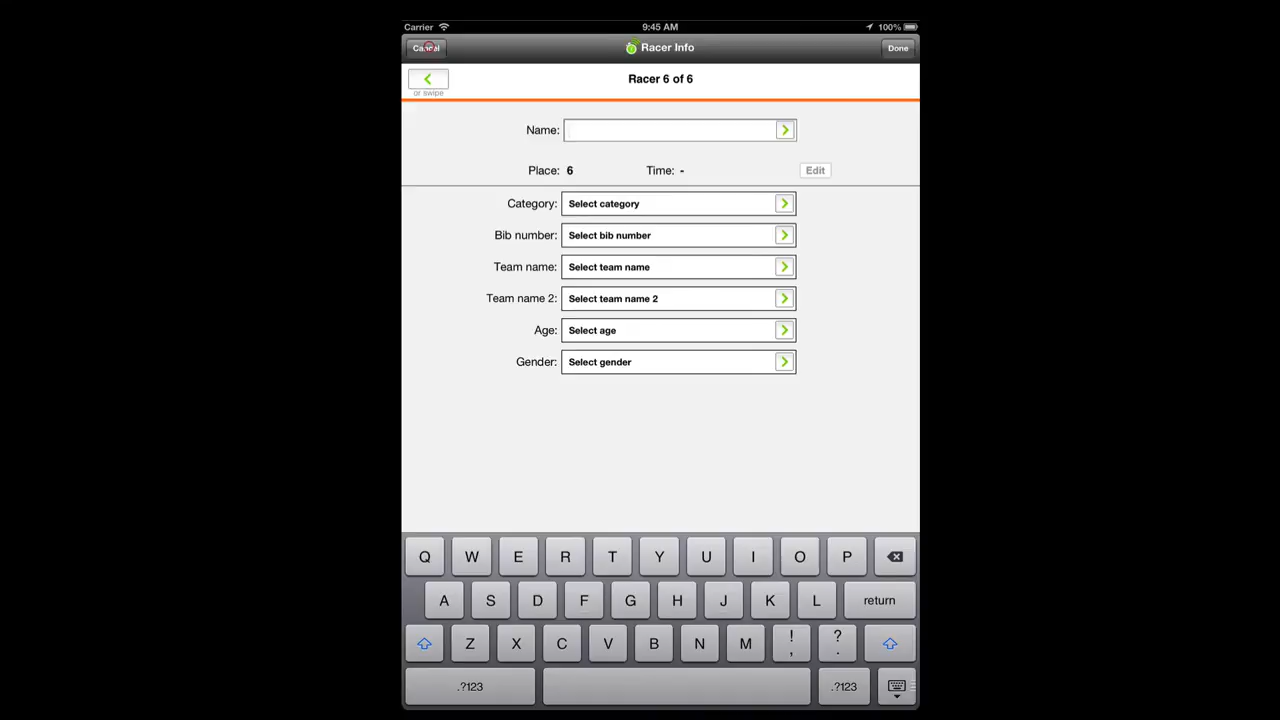 Carrier 9:45 AM 100%
Cancel Racer Info Done
Racer 6 of 6
or swipe
Name:
Place: 6 Time: - Edit
Category: Select category
Bib number: Select bib number
Team name: Select team name
Team name 2: Select team name 2
Age: Select age
Gender: Select gender
Q W E R T Y U I O P
A S D F G H J K L return
Z X C V B N M ! , ? .
.?123 .?123